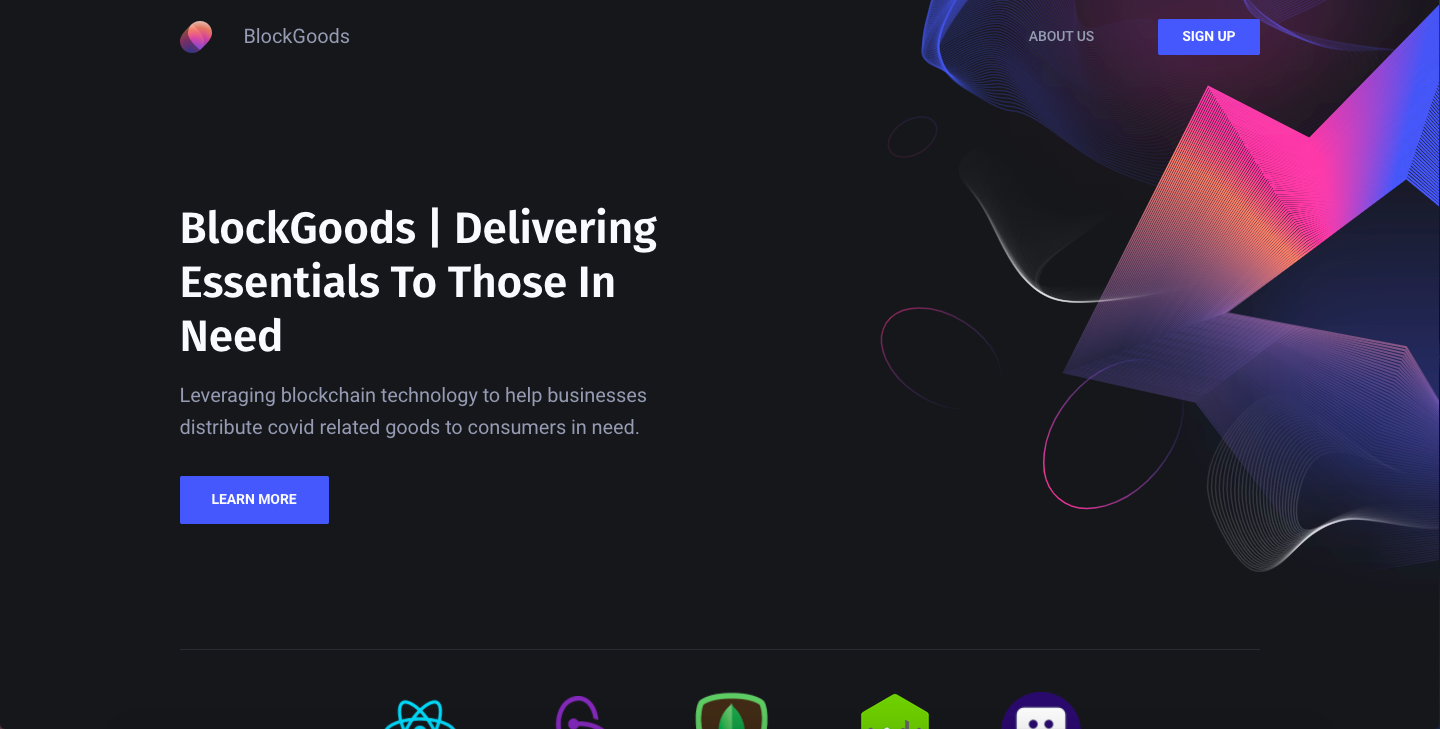 BlockGoods
ABOUT US
SIGN UP
BlockGoods | Delivering
Essentials To Those In
Need
Leveraging blockchain technology to help businesses
distribute covid related goods to consumers in need.
LEARN MORE